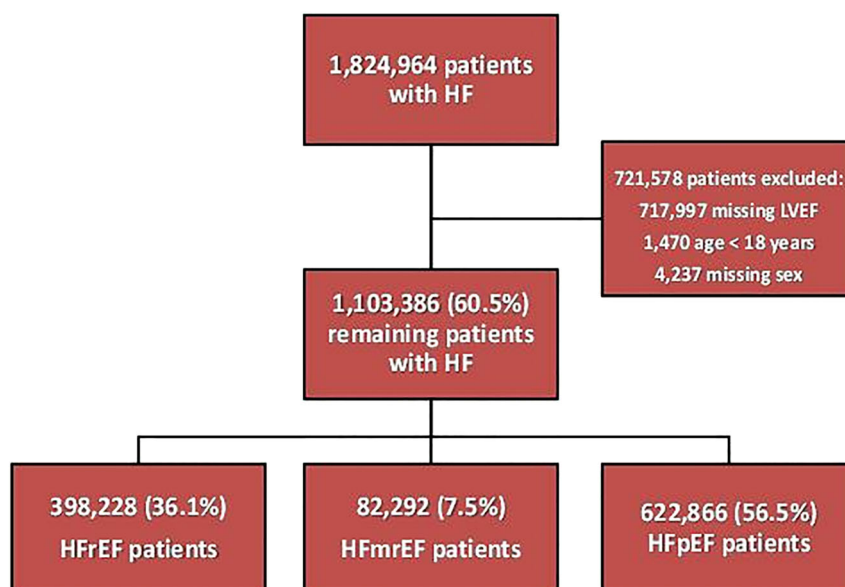 1,824,964 patients
with HF
721,578 patients excluded:
717,997 missing LVEF
1,470 age < 18 years
4,237 missing sex
1,103,386 (60.5%)
remaining patients
with HF
398,228 (36.1%)
HFrEF patients
82,292 (7.5%)
HFmrEF patients
622,866 (56.5%)
HFpEF patients